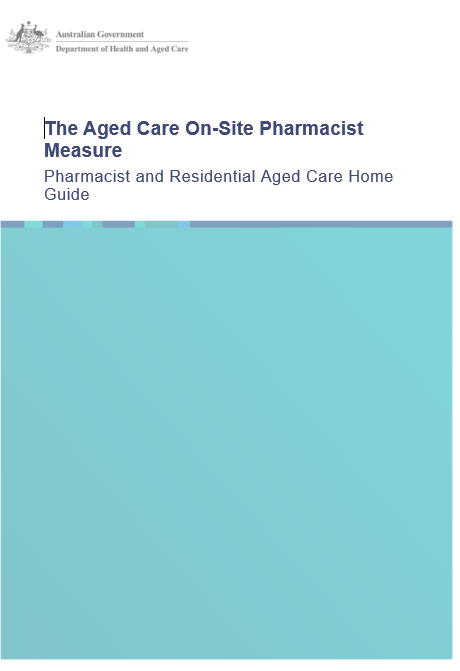 Australian Government
Department of Health and Aged Care
The Aged Care On-Site Pharmacist
Measure
Pharmacist and Residential Aged Care Home
Guide